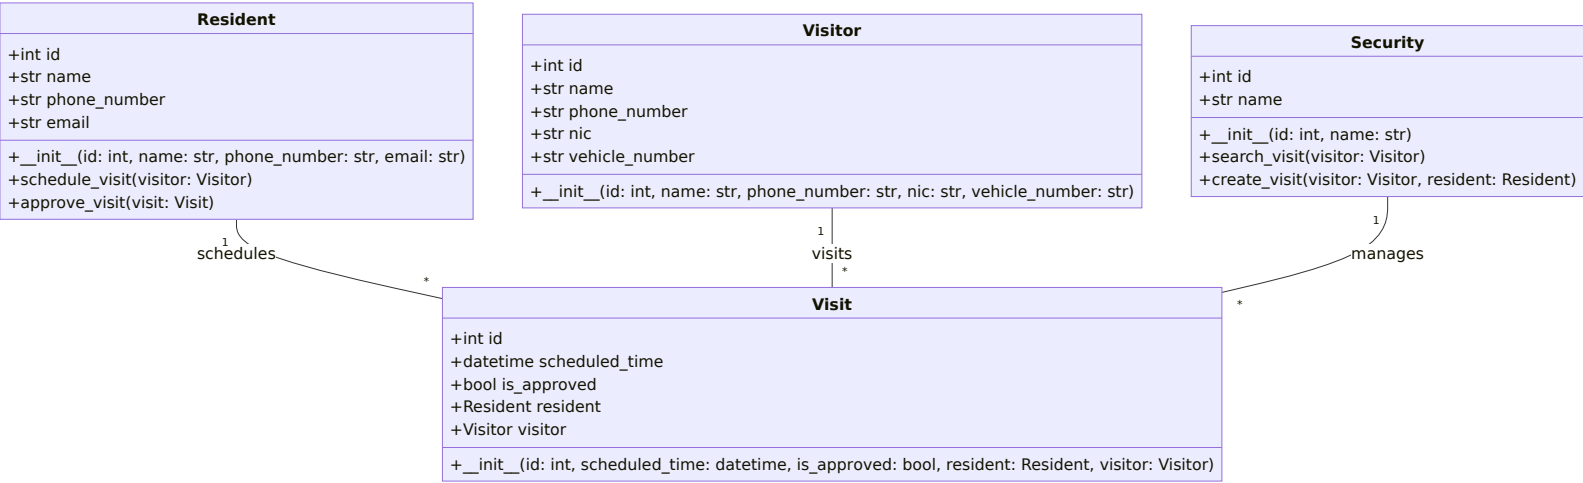 Resident
+int id
+str name
+str phone_number
+str email
+__init__(id: int, name: str, phone_number: str, email: str)
+schedule_visit(visitor: Visitor)
+approve_visit(visit: Visit)
Visitor
+int id
+str name
+str phone_number
+str nic
+str vehicle_number
+__init__(id: int, name: str, phone_number: str, nic: str, vehicle_number: str)
Security
+int id
+str name
+__init__(id: int, name: str)
+search_visit(visitor: Visitor)
+create_visit(visitor: Visitor, resident: Resident)
1
schedules
*
1
visits
*
1
manages
*
Visit
+int id
+datetime scheduled_time
+bool is_approved
+Resident resident
+Visitor visitor
+__init__(id: int, scheduled_time: datetime, is_approved: bool, resident: Resident, visitor: Visitor)